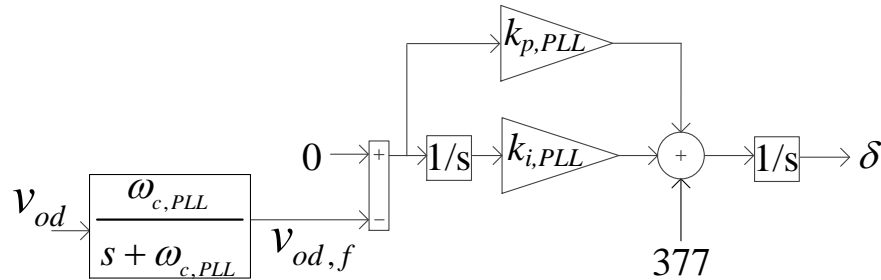 k_{p,PLL}
0
+
1/s
k_{i,PLL}
+
1/s
δ
v_{od}
ω_{c,PLL}
s + ω_{c,PLL}
−
v_{od,f}
377